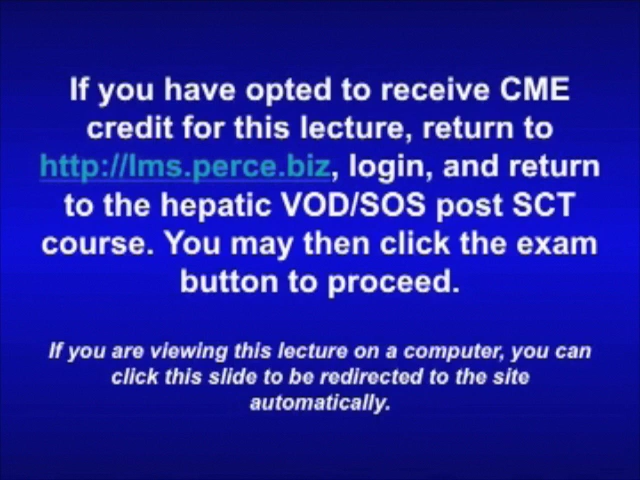 If you have opted to receive CME
credit for this lecture, return to
http://lms.perce.biz, login, and return
to the hepatic VOD/SOS post SCT
course. You may then click the exam
button to proceed.
If you are viewing this lecture on a computer, you can
click this slide to be redirected to the site
automatically.